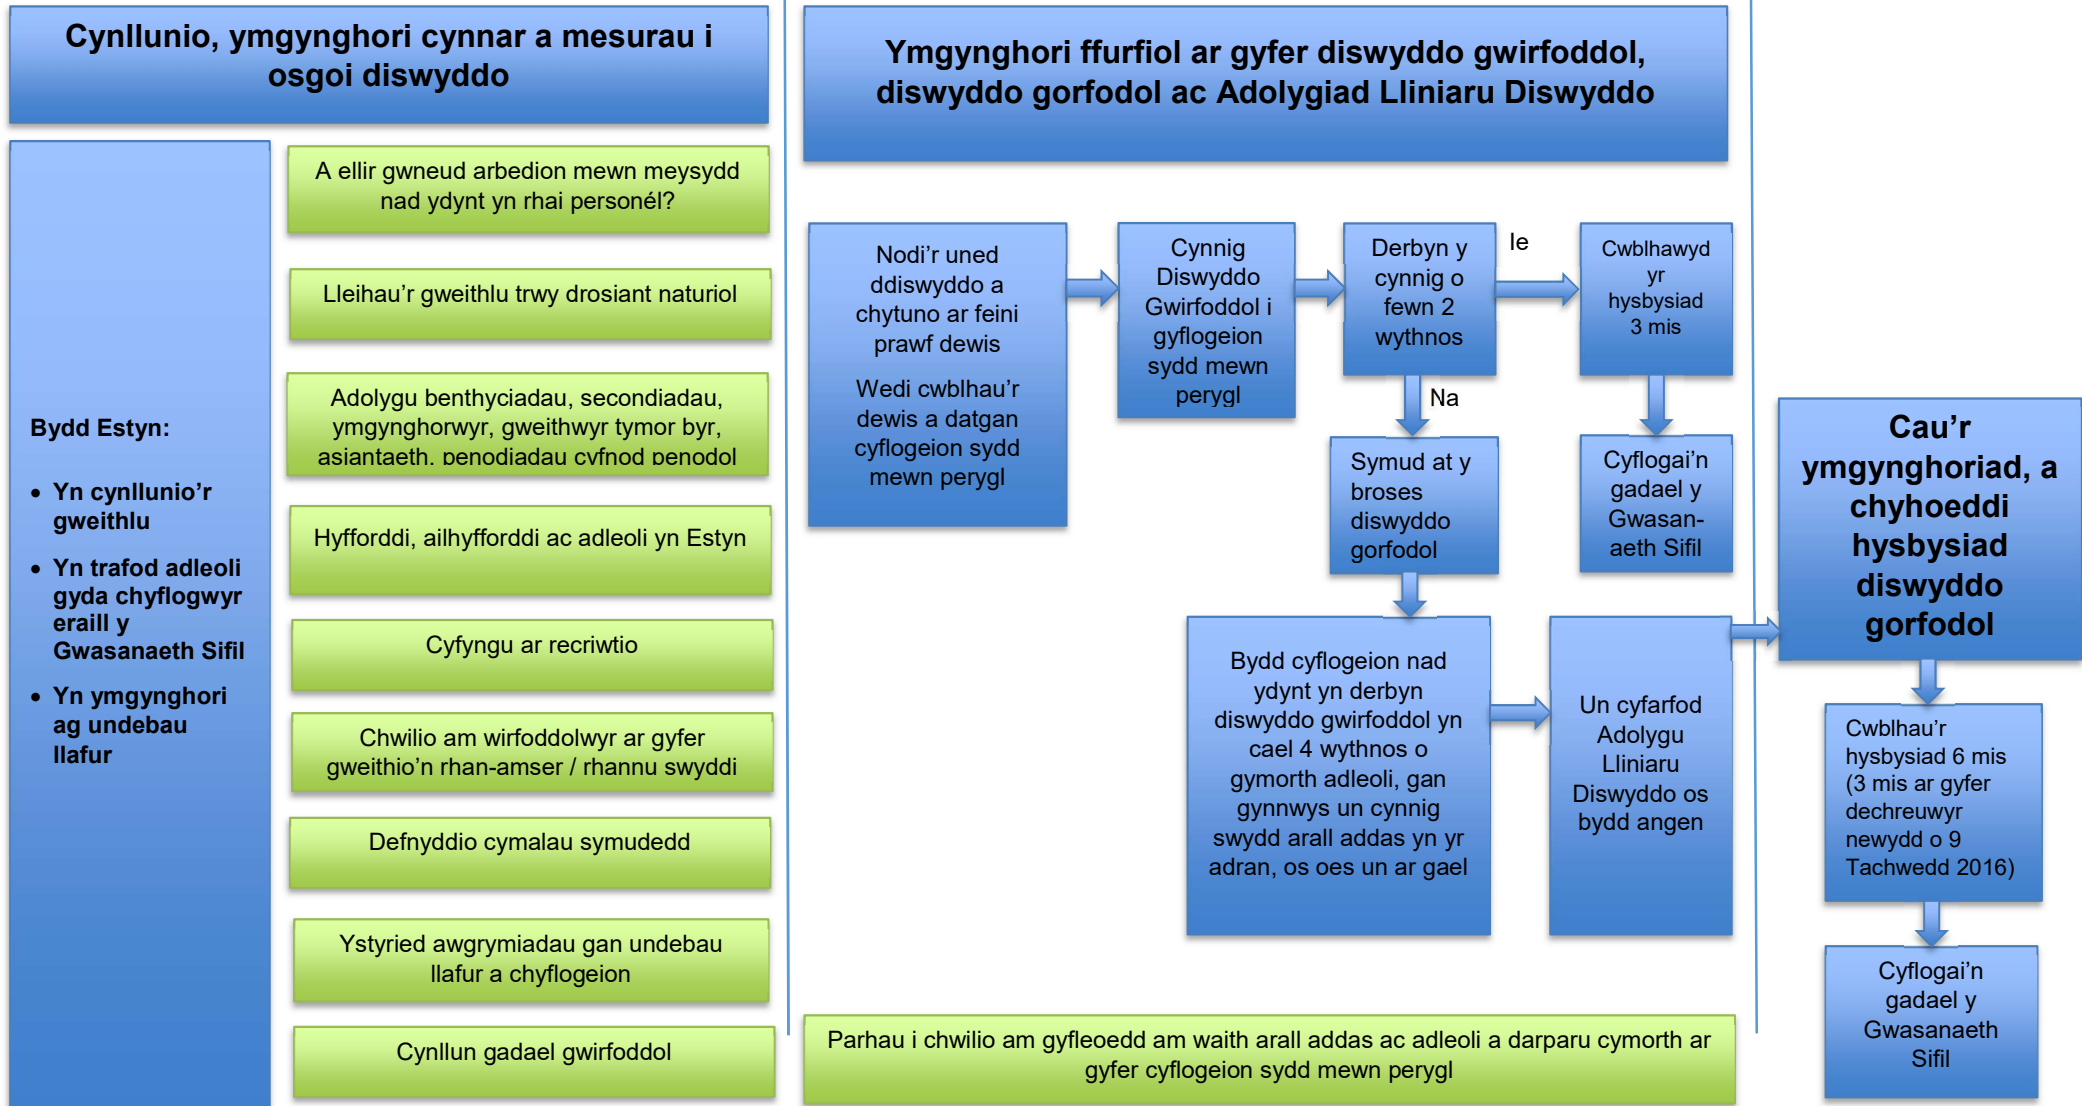 Cynllunio, ymgynghori cynnar a mesurau i
osgoi diswyddo
Bydd Estyn:
• Yn cynllunio’r
gweithlu
• Yn trafod adleoli
gyda chyflogwyr
eraill y
Gwasanaeth Sifil
• Yn ymgynghori
ag undebau
llafur
A ellir gwneud arbedion mewn meysydd
nad ydynt yn rhai personél?
Lleihau’r gweithlu trwy drosiant naturiol
Adolygu benthyciadau, secondiadau,
ymgynghorwyr, gweithwyr tymor byr,
asiantaeth, penodiadau cyfnod penodol
Hyfforddi, ailhyfforddi ac adleoli yn Estyn
Cyfyngu ar recriwtio
Chwilio am wirfoddolwyr ar gyfer
gweithio’n rhan-amser / rhannu swyddi
Defnyddio cymalau symudedd
Ystyried awgrymiadau gan undebau
llafur a chyflogeion
Cynllun gadael gwirfoddol
Ymgynghori ffurfiol ar gyfer diswyddo gwirfoddol,
diswyddo gorfodol ac Adolygiad Lliniaru Diswyddo
Nodi’r uned
ddiswyddo a
chytuno ar feini
prawf dewis
Wedi cwblhau’r
dewis a datgan
cyflogeion sydd
mewn perygl
Cynnig
Diswyddo
Gwirfoddol i
gyflogeion
sydd mewn
perygl
Derbyn y
cynnig o
fewn 2
wythnos
Ie
Cwblhawyd
yr
hysbysiad
3 mis
Na
Cyflogai’n
gadael y
Gwasan-
aeth Sifil
Symud at y
broses
diswyddo
gorfodol
Bydd cyflogeion nad
ydynt yn derbyn
diswyddo gwirfoddol yn
cael 4 wythnos o
gymorth adleoli, gan
gynnwys un cynnig
swydd arall addas yn yr
adran, os oes un ar gael
Un cyfarfod
Adolygu
Lliniaru
Diswyddo os
bydd angen
Parhau i chwilio am gyfleoedd am waith arall addas ac adleoli a darparu cymorth ar
gyfer cyflogeion sydd mewn perygl
Cau’r
ymgynghoriad, a
chyhoeddi
hysbysiad
diswyddo
gorfodol
Cwblhau’r
hysbysiad 6 mis
(3 mis ar gyfer
dechreuwyr
newydd o 9
Tachwedd 2016)
Cyflogai’n
gadael y
Gwasanaeth
Sifil